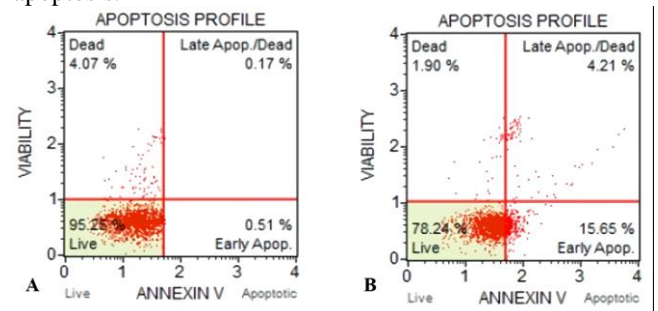 apoptosis.
APOPTOSIS PROFILE
4
3
2
1
0
VIABILITY
Dead
4.07 %
Late Apop./Dead
0.17 %
95.25 %
Live
0.51 %
Early Apop.
0 1 2 3 4
A
Live ANNEXIN V Apoptotic
APOPTOSIS PROFILE
4
3
2
1
0
VIABILITY
Dead
1.90 %
Late Apop./Dead
4.21 %
78.24 %
Live
15.65 %
Early Apop.
0 1 2 3 4
B
Live ANNEXIN V Apoptotic